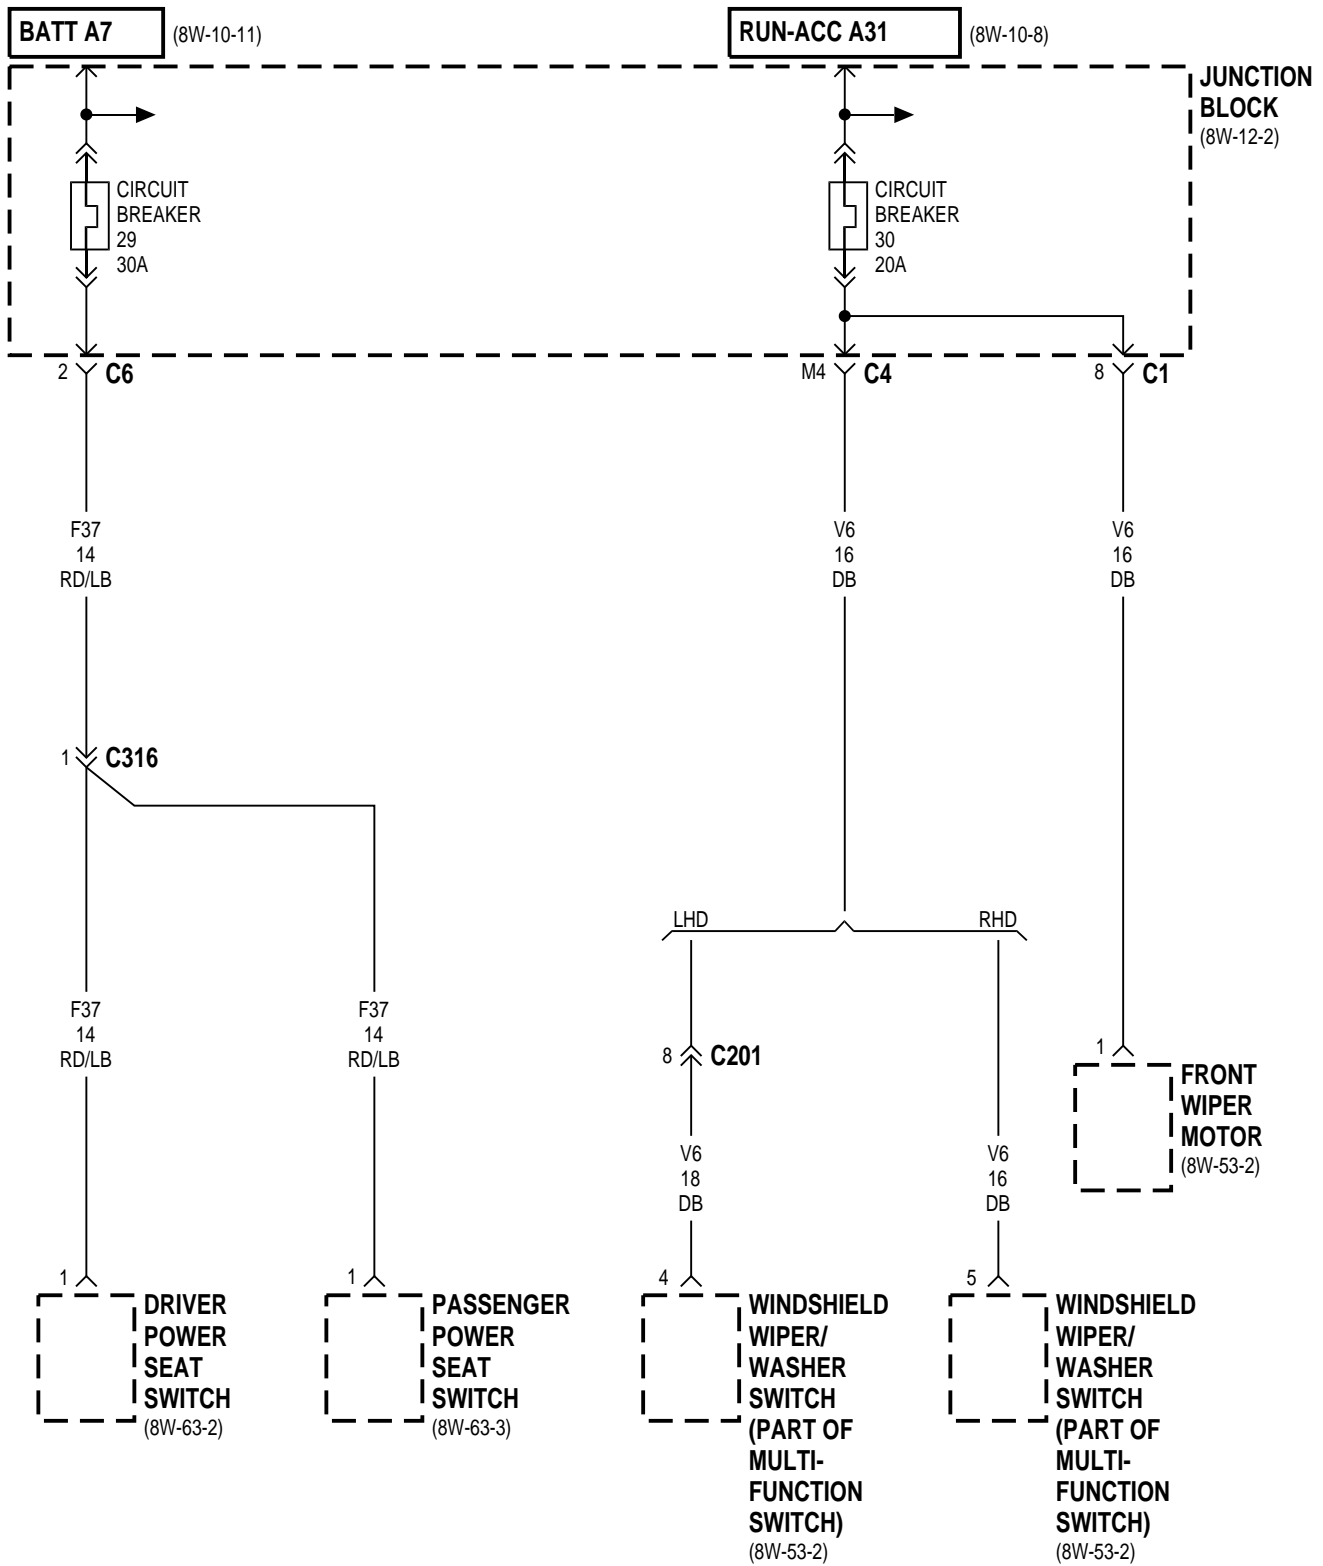 BATT A7 (8W-10-11)
RUN-ACC A31 (8W-10-8)
JUNCTION
BLOCK
(8W-12-2)
CIRCUIT
BREAKER
29
30A
CIRCUIT
BREAKER
30
20A
2 C6
M4 C4
8 C1
F37
14
RD/LB
V6
16
DB
V6
16
DB
1 C316
LHD
RHD
F37
14
RD/LB
F37
14
RD/LB
8 C201
1
FRONT
WIPER
MOTOR
(8W-53-2)
V6
18
DB
V6
16
DB
1
DRIVER
POWER
SEAT
SWITCH
(8W-63-2)
1
PASSENGER
POWER
SEAT
SWITCH
(8W-63-3)
4
WINDSHIELD
WIPER/
WASHER
SWITCH
(PART OF
MULTI-
FUNCTION
SWITCH)
(8W-53-2)
5
WINDSHIELD
WIPER/
WASHER
SWITCH
(PART OF
MULTI-
FUNCTION
SWITCH)
(8W-53-2)